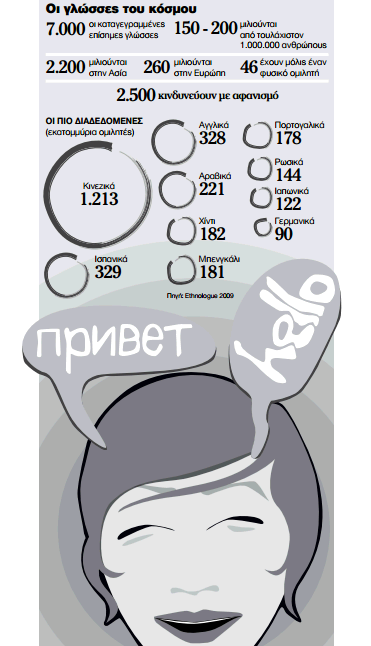 Οι γλώσσες του κόσμου
7.000 οι καταγεγραμμένες
επίσημες γλώσσες
150 - 200 μιλιούνται
από τουλάχιστον
1.000.000 ανθρώπους
2.200 μιλιούνται
στην Ασία
260 μιλιούνται
στην Ευρώπη
46 έχουν μόλις έναν
φυσικό ομιλητή
2.500 κινδυνεύουν με αφανισμό
ΟΙ ΠΙΟ ΔΙΑΔΕΔΟΜΕΝΕΣ
(εκατομμύρια ομιλητές)
Κινεζικά
1.213
Ισπανικά
329
Αγγλικά
328
Αραβικά
221
Χίντι
182
Μπενγκάλι
181
Πορτογαλικά
178
Ρωσικά
144
Ιαπωνικά
122
Γερμανικά
90
Πηγή: Ethnologue 2009
привет
hello